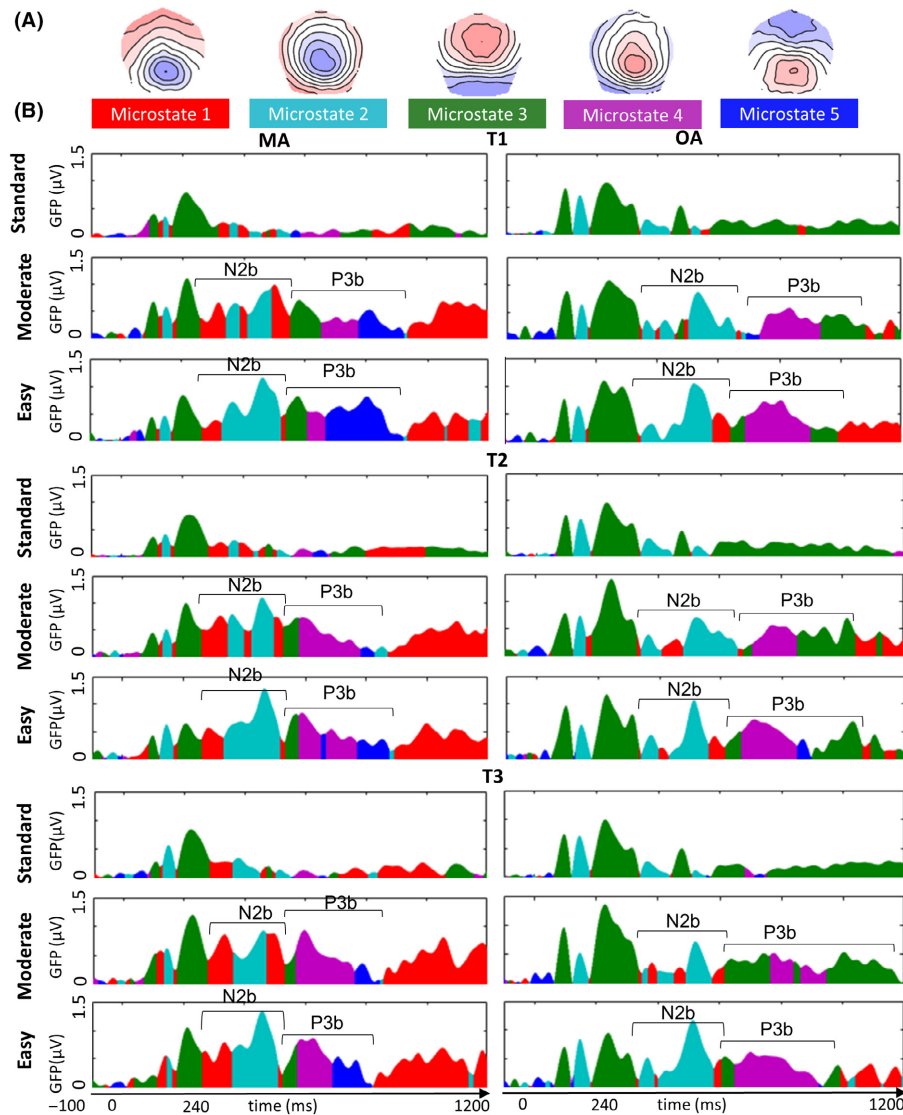 (A)
Microstate 1 Microstate 2 Microstate 3 Microstate 4 Microstate 5
(B)
MA T1 OA
Standard
GFP (µV)
1.5
0
Moderate
GFP (µV)
1.5
0
N2b P3b N2b P3b
Easy
GFP (µV)
1.5
0
N2b P3b N2b P3b
T2
Standard
GFP (µV)
1.5
0
Moderate
GFP (µV)
1.5
0
N2b P3b N2b P3b
Easy
GFP(µV)
1.5
0
N2b P3b N2b P3b
T3
Standard
GFP(µV)
1.5
0
Moderate
GFP (µV)
1.5
0
N2b P3b N2b P3b
Easy
GFP(µV)
1.5
0
N2b P3b N2b P3b
−100 0 240 time (ms) 1200 0 240 time (ms) 1200